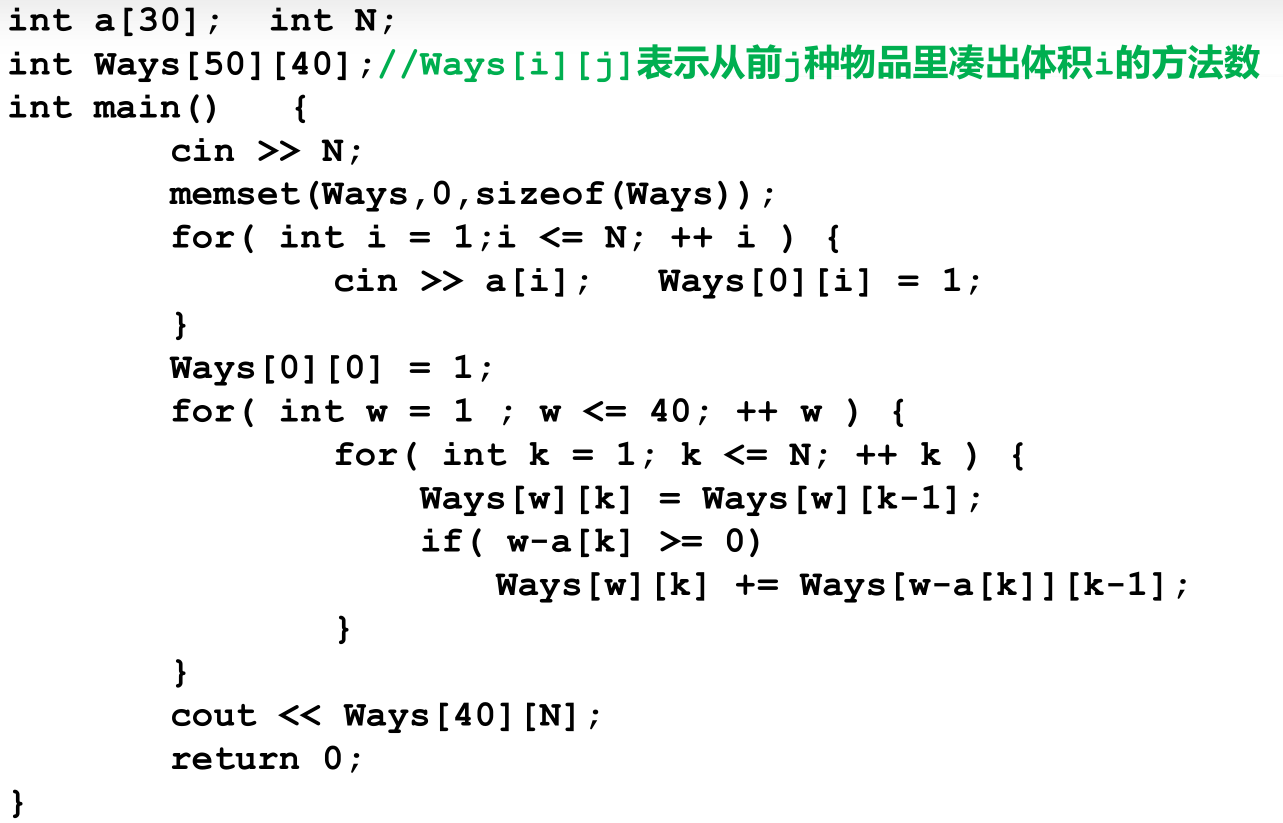 int a[30];  int N;
int Ways[50][40];//Ways[i][j]表示从前j种物品里凑出体积i的方法数
int main()   {
cin >> N;
memset(Ways,0,sizeof(Ways));
for( int i = 1;i <= N; ++ i ) {
cin >> a[i];   Ways[0][i] = 1;
}
Ways[0][0] = 1;
for( int w = 1 ; w <= 40; ++ w ) {
for( int k = 1; k <= N; ++ k ) {
Ways[w][k] = Ways[w][k-1];
if( w-a[k] >= 0)
Ways[w][k] += Ways[w-a[k]][k-1];
}
}
cout << Ways[40][N];
return 0;
}